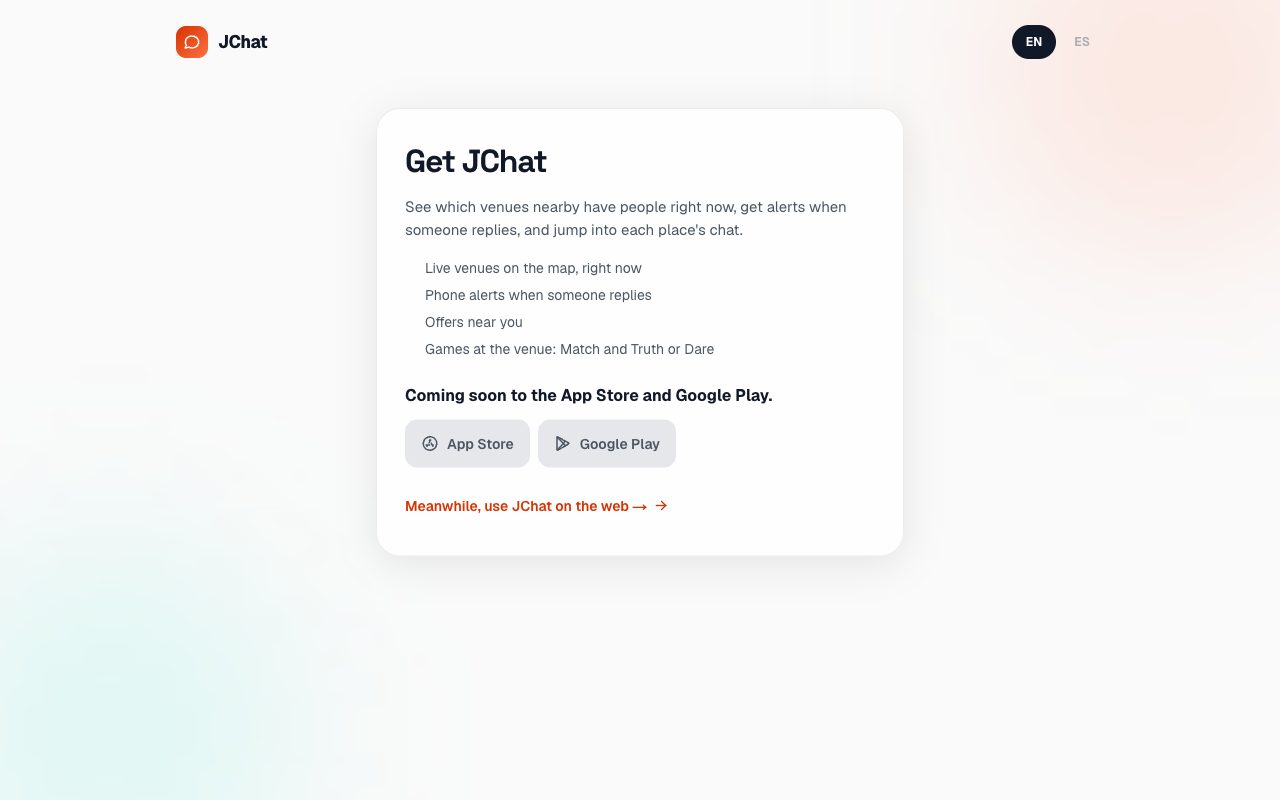 JChat
EN
ES
Get JChat
See which venues nearby have people right now, get alerts when
someone replies, and jump into each place's chat.
Live venues on the map, right now
Phone alerts when someone replies
Offers near you
Games at the venue: Match and Truth or Dare
Coming soon to the App Store and Google Play.
App Store
Google Play
Meanwhile, use JChat on the web → →